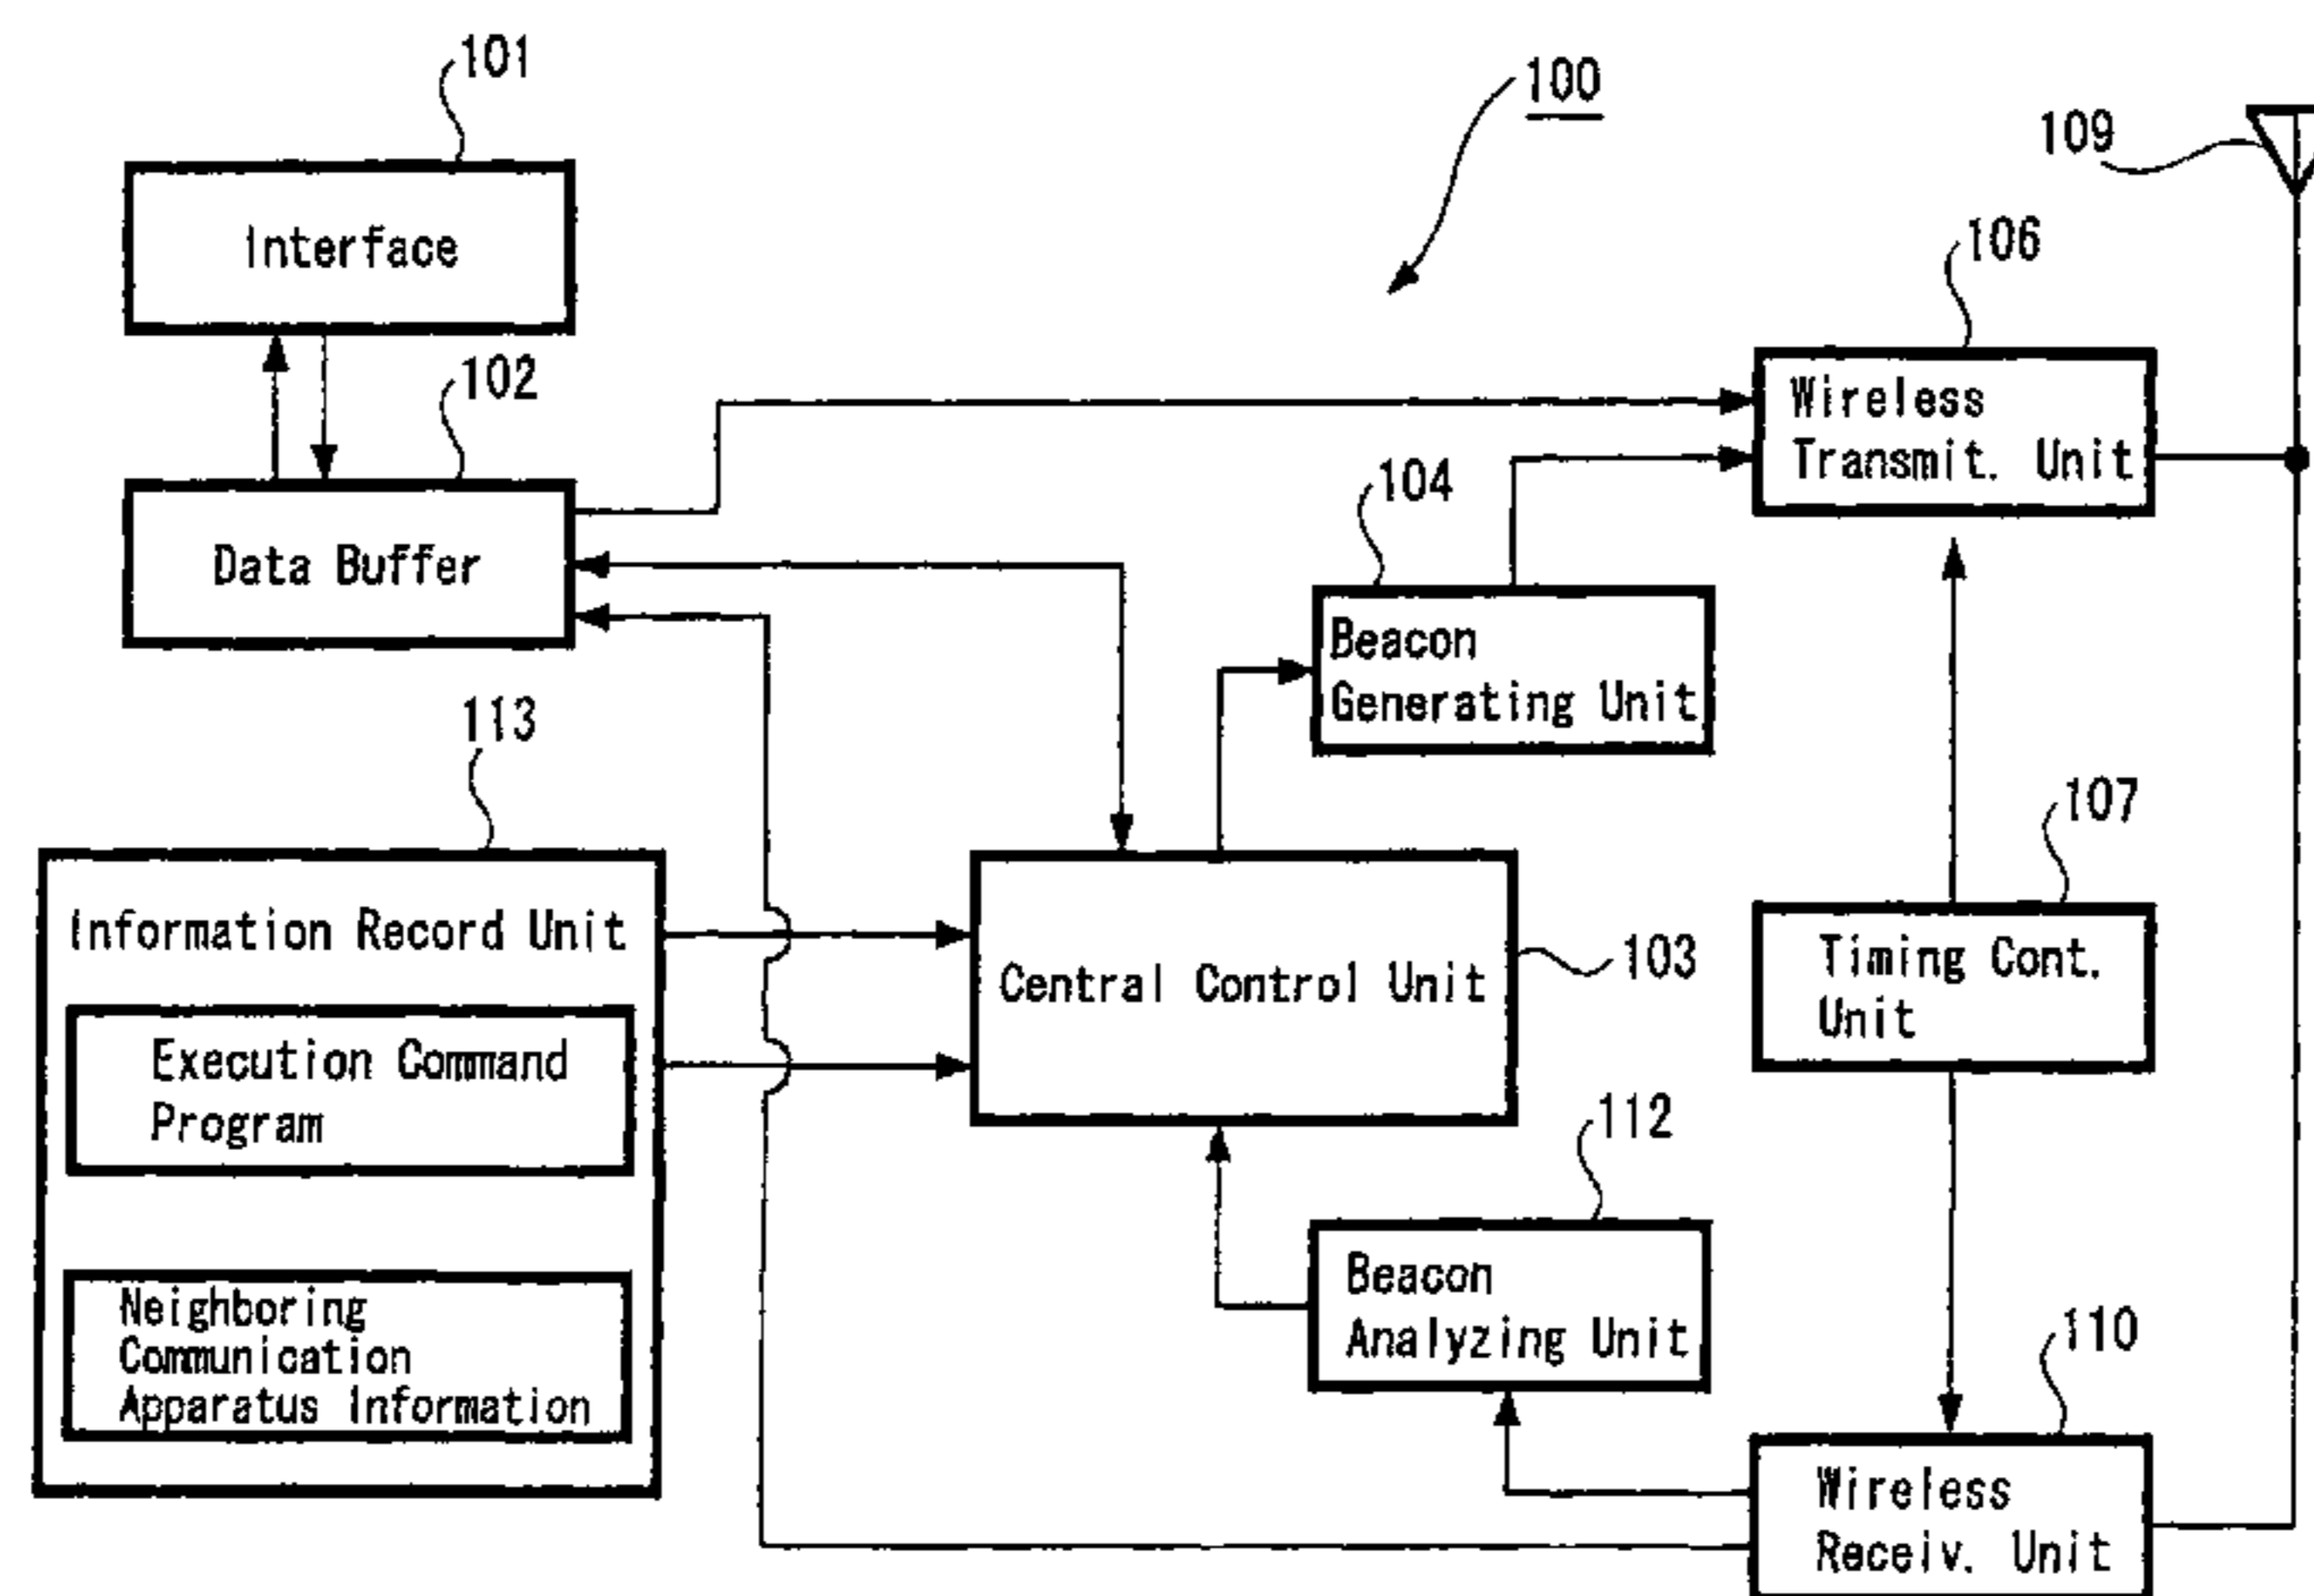 101
100
109
Interface
106
102
Wireless
Transmit. Unit
104
Data Buffer
Beacon
Generating Unit
113
107
Information Record Unit
Central Control Unit
103
Timing Cont.
Unit
Execution Command
Program
112
Neighboring
Communication
Apparatus Information
Beacon
Analyzing Unit
110
Wireless
Receiv. Unit